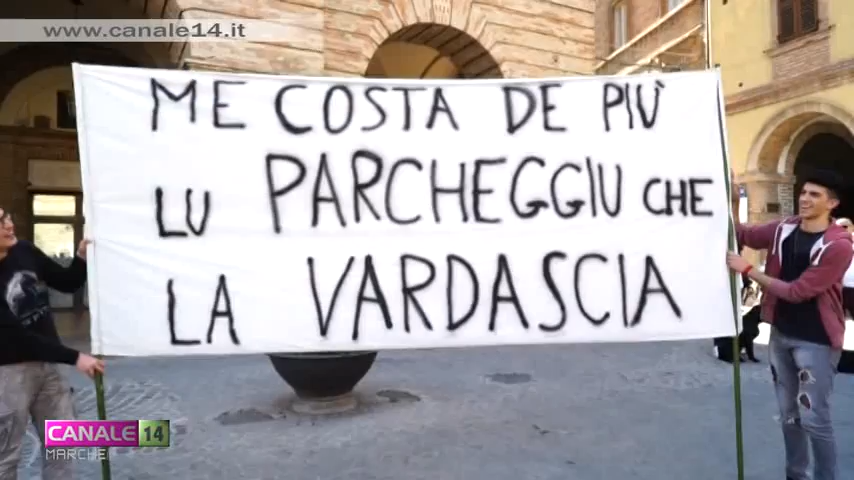 www.canale14.it
ME COSTA DE PIÙ
LU PARCHEGGIU CHE
LA VARDASCIA
CANALE 14
MARCHE